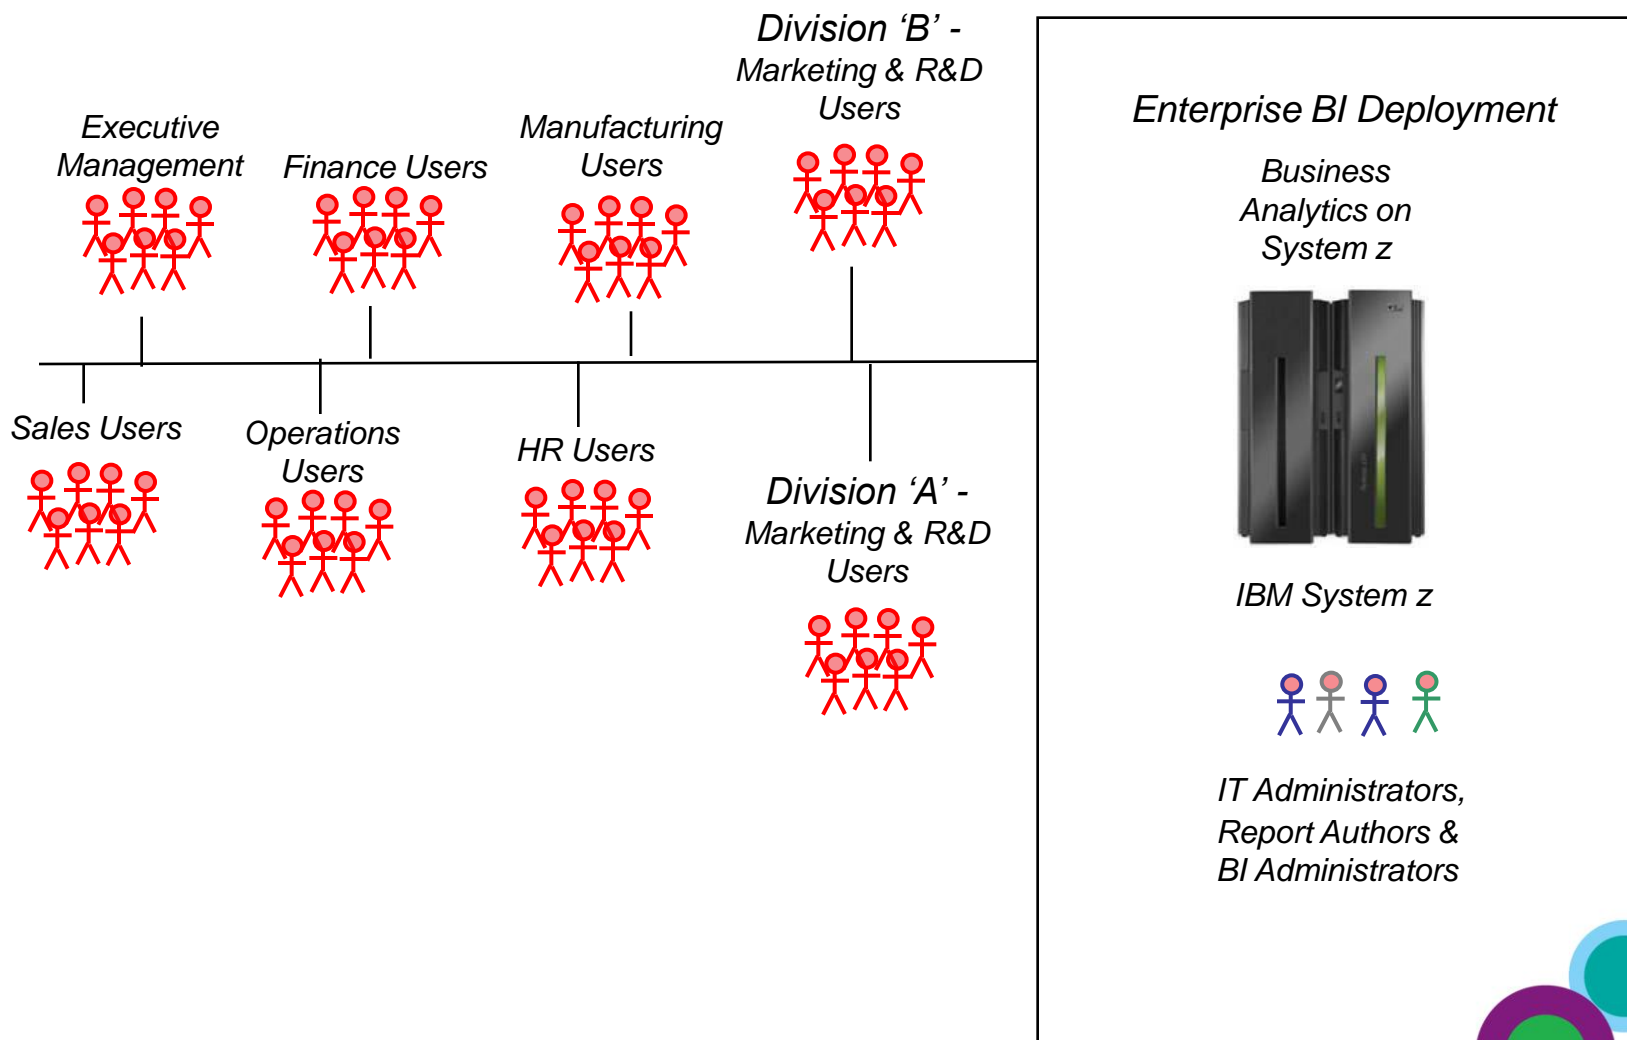 Executive
Management
Finance Users
Manufacturing
Users
Division ‘B’ -
Marketing & R&D
Users
Sales Users
Operations
Users
HR Users
Division ‘A’ -
Marketing & R&D
Users
Enterprise BI Deployment
Business
Analytics on
System z
IBM System z
IT Administrators,
Report Authors &
BI Administrators